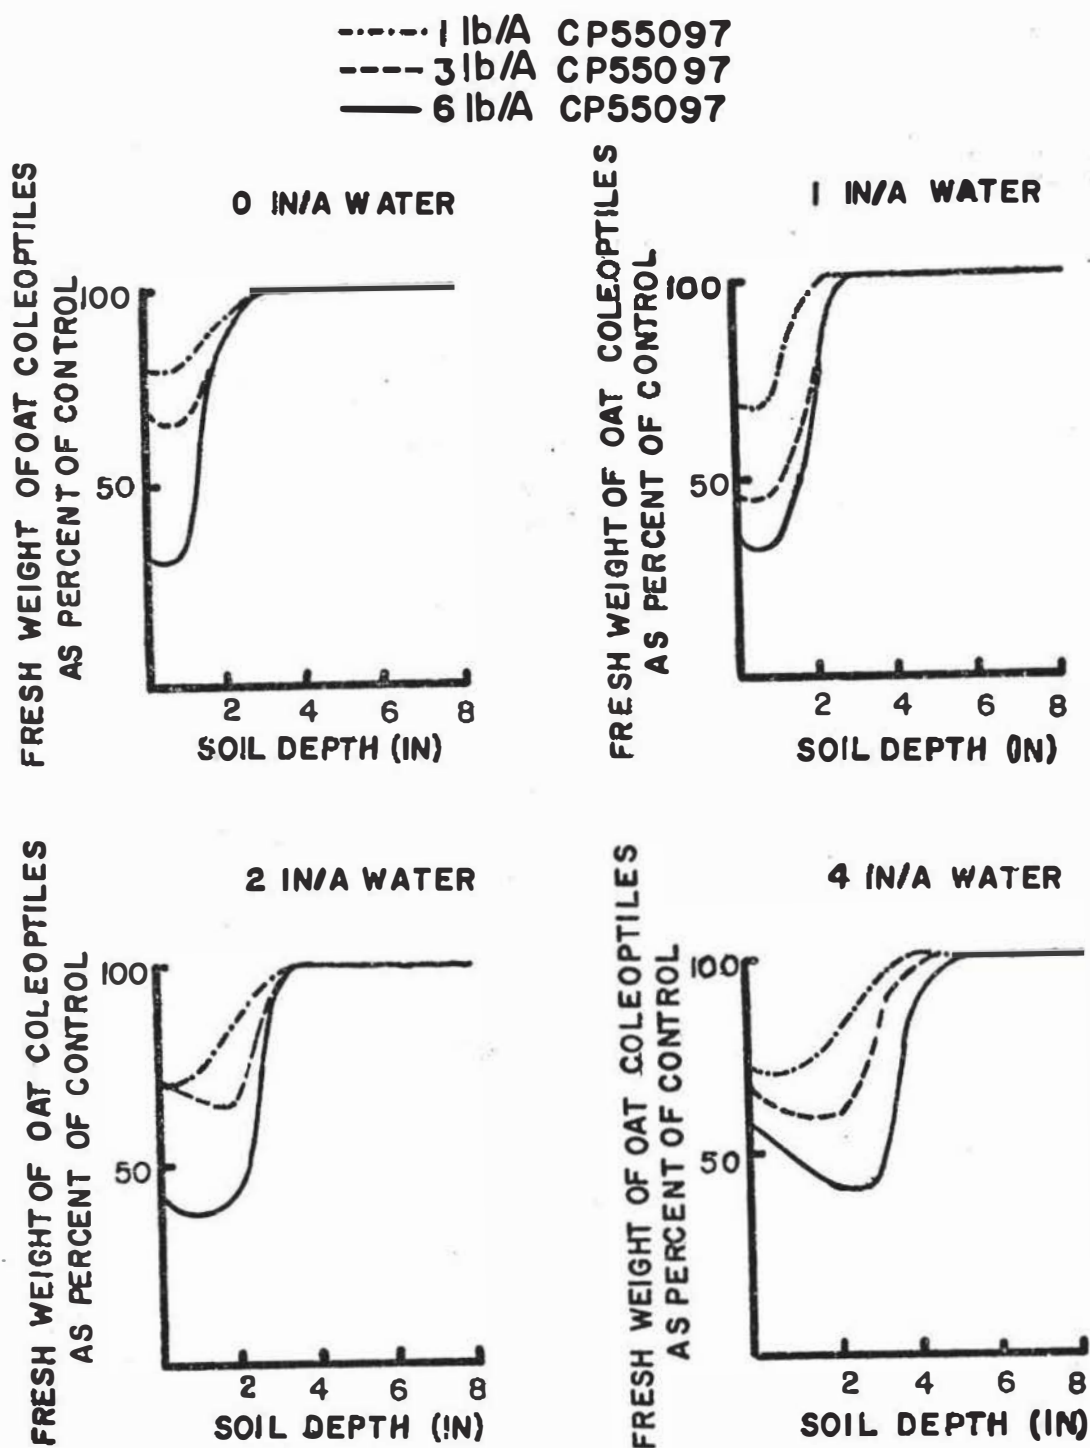 1 lb/A CP55097
3 lb/A CP55097
6 lb/A CP55097
0 IN/A WATER
FRESH WEIGHT OF OAT COLEOPTILES
AS PERCENT OF CONTROL
100
50
2 4 6 8
SOIL DEPTH (IN)
1 IN/A WATER
FRESH WEIGHT OF OAT COLEOPTILES
AS PERCENT OF CONTROL
100
50
2 4 6 8
SOIL DEPTH (IN)
2 IN/A WATER
FRESH WEIGHT OF OAT COLEOPTILES
AS PERCENT OF CONTROL
100
50
2 4 6 8
SOIL DEPTH (IN)
4 IN/A WATER
FRESH WEIGHT OF OAT COLEOPTILES
AS PERCENT OF CONTROL
100
50
2 4 6 8
SOIL DEPTH (IN)